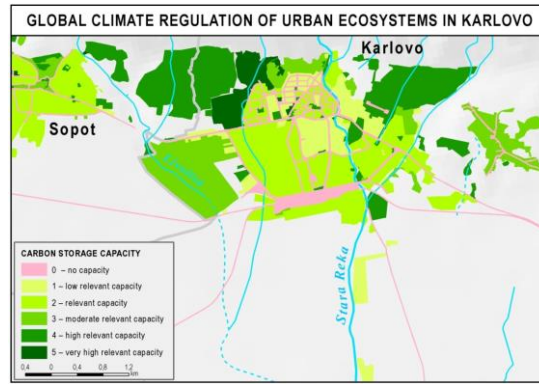 GLOBAL CLIMATE REGULATION OF URBAN ECOSYSTEMS IN KARLOVO
Karlovo
Sopot
Stara Reka
CARBON STORAGE CAPACITY
0 – no capacity
1 – low relevant capacity
2 – relevant capacity
3 – moderate relevant capacity
4 – high relevant capacity
5 – very high relevant capacity
0.4 0 0.4 0.8 1.2
km